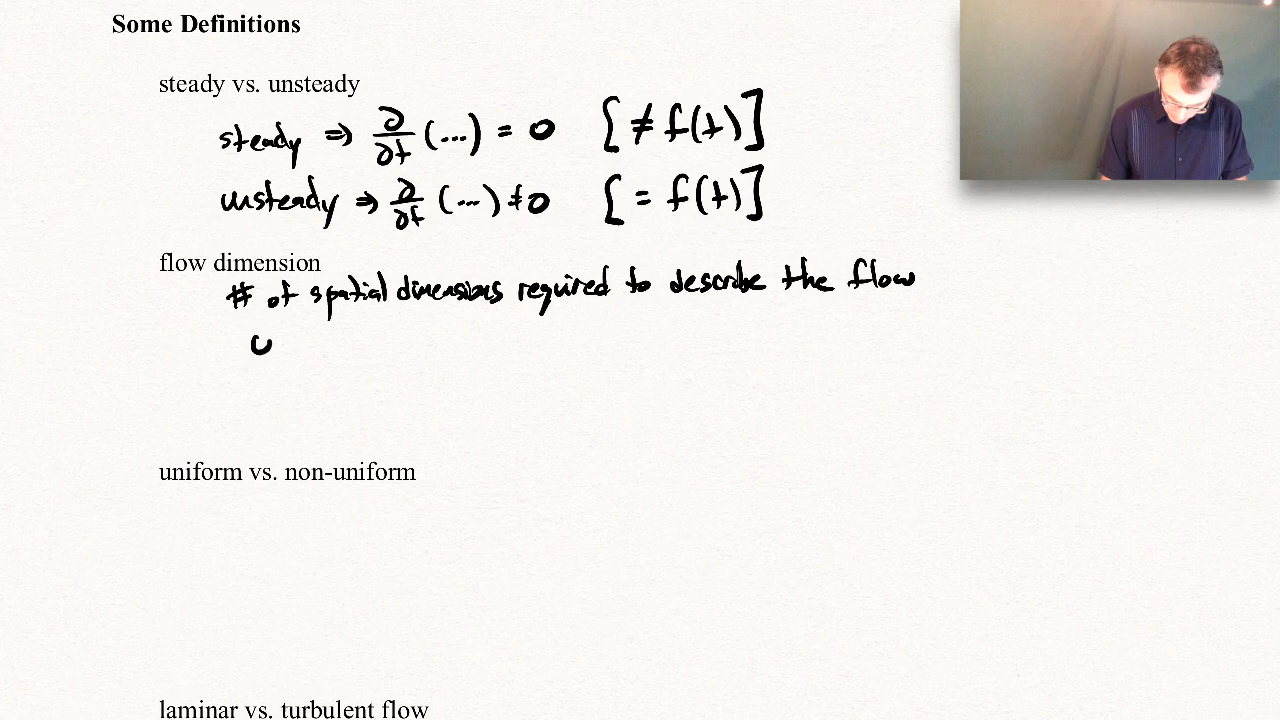 Some Definitions
steady vs. unsteady
steady ⇒ ∂/∂t (...) = 0 [≠ f(t)]
unsteady ⇒ ∂/∂t (...) ≠ 0 [= f(t)]
flow dimension
# of spatial dimensions required to describe the flow
U
uniform vs. non-uniform
laminar vs. turbulent flow